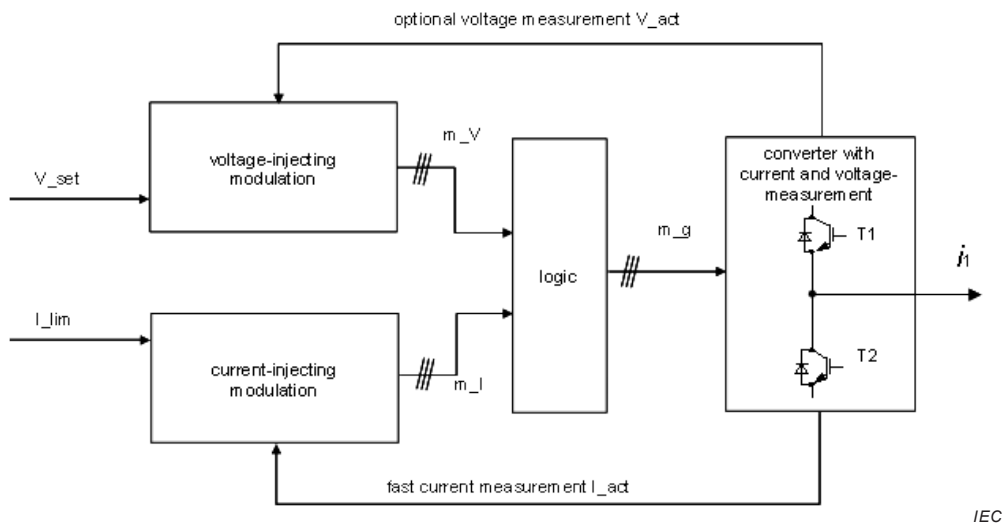 optional voltage measurement V_act
voltage-injecting
modulation
m_V
V_set
converter with
current and voltage-
measurement
T1
m_g
logic
i1
I_lim
current-injecting
modulation
m_I
T2
fast current measurement I_act
IEC